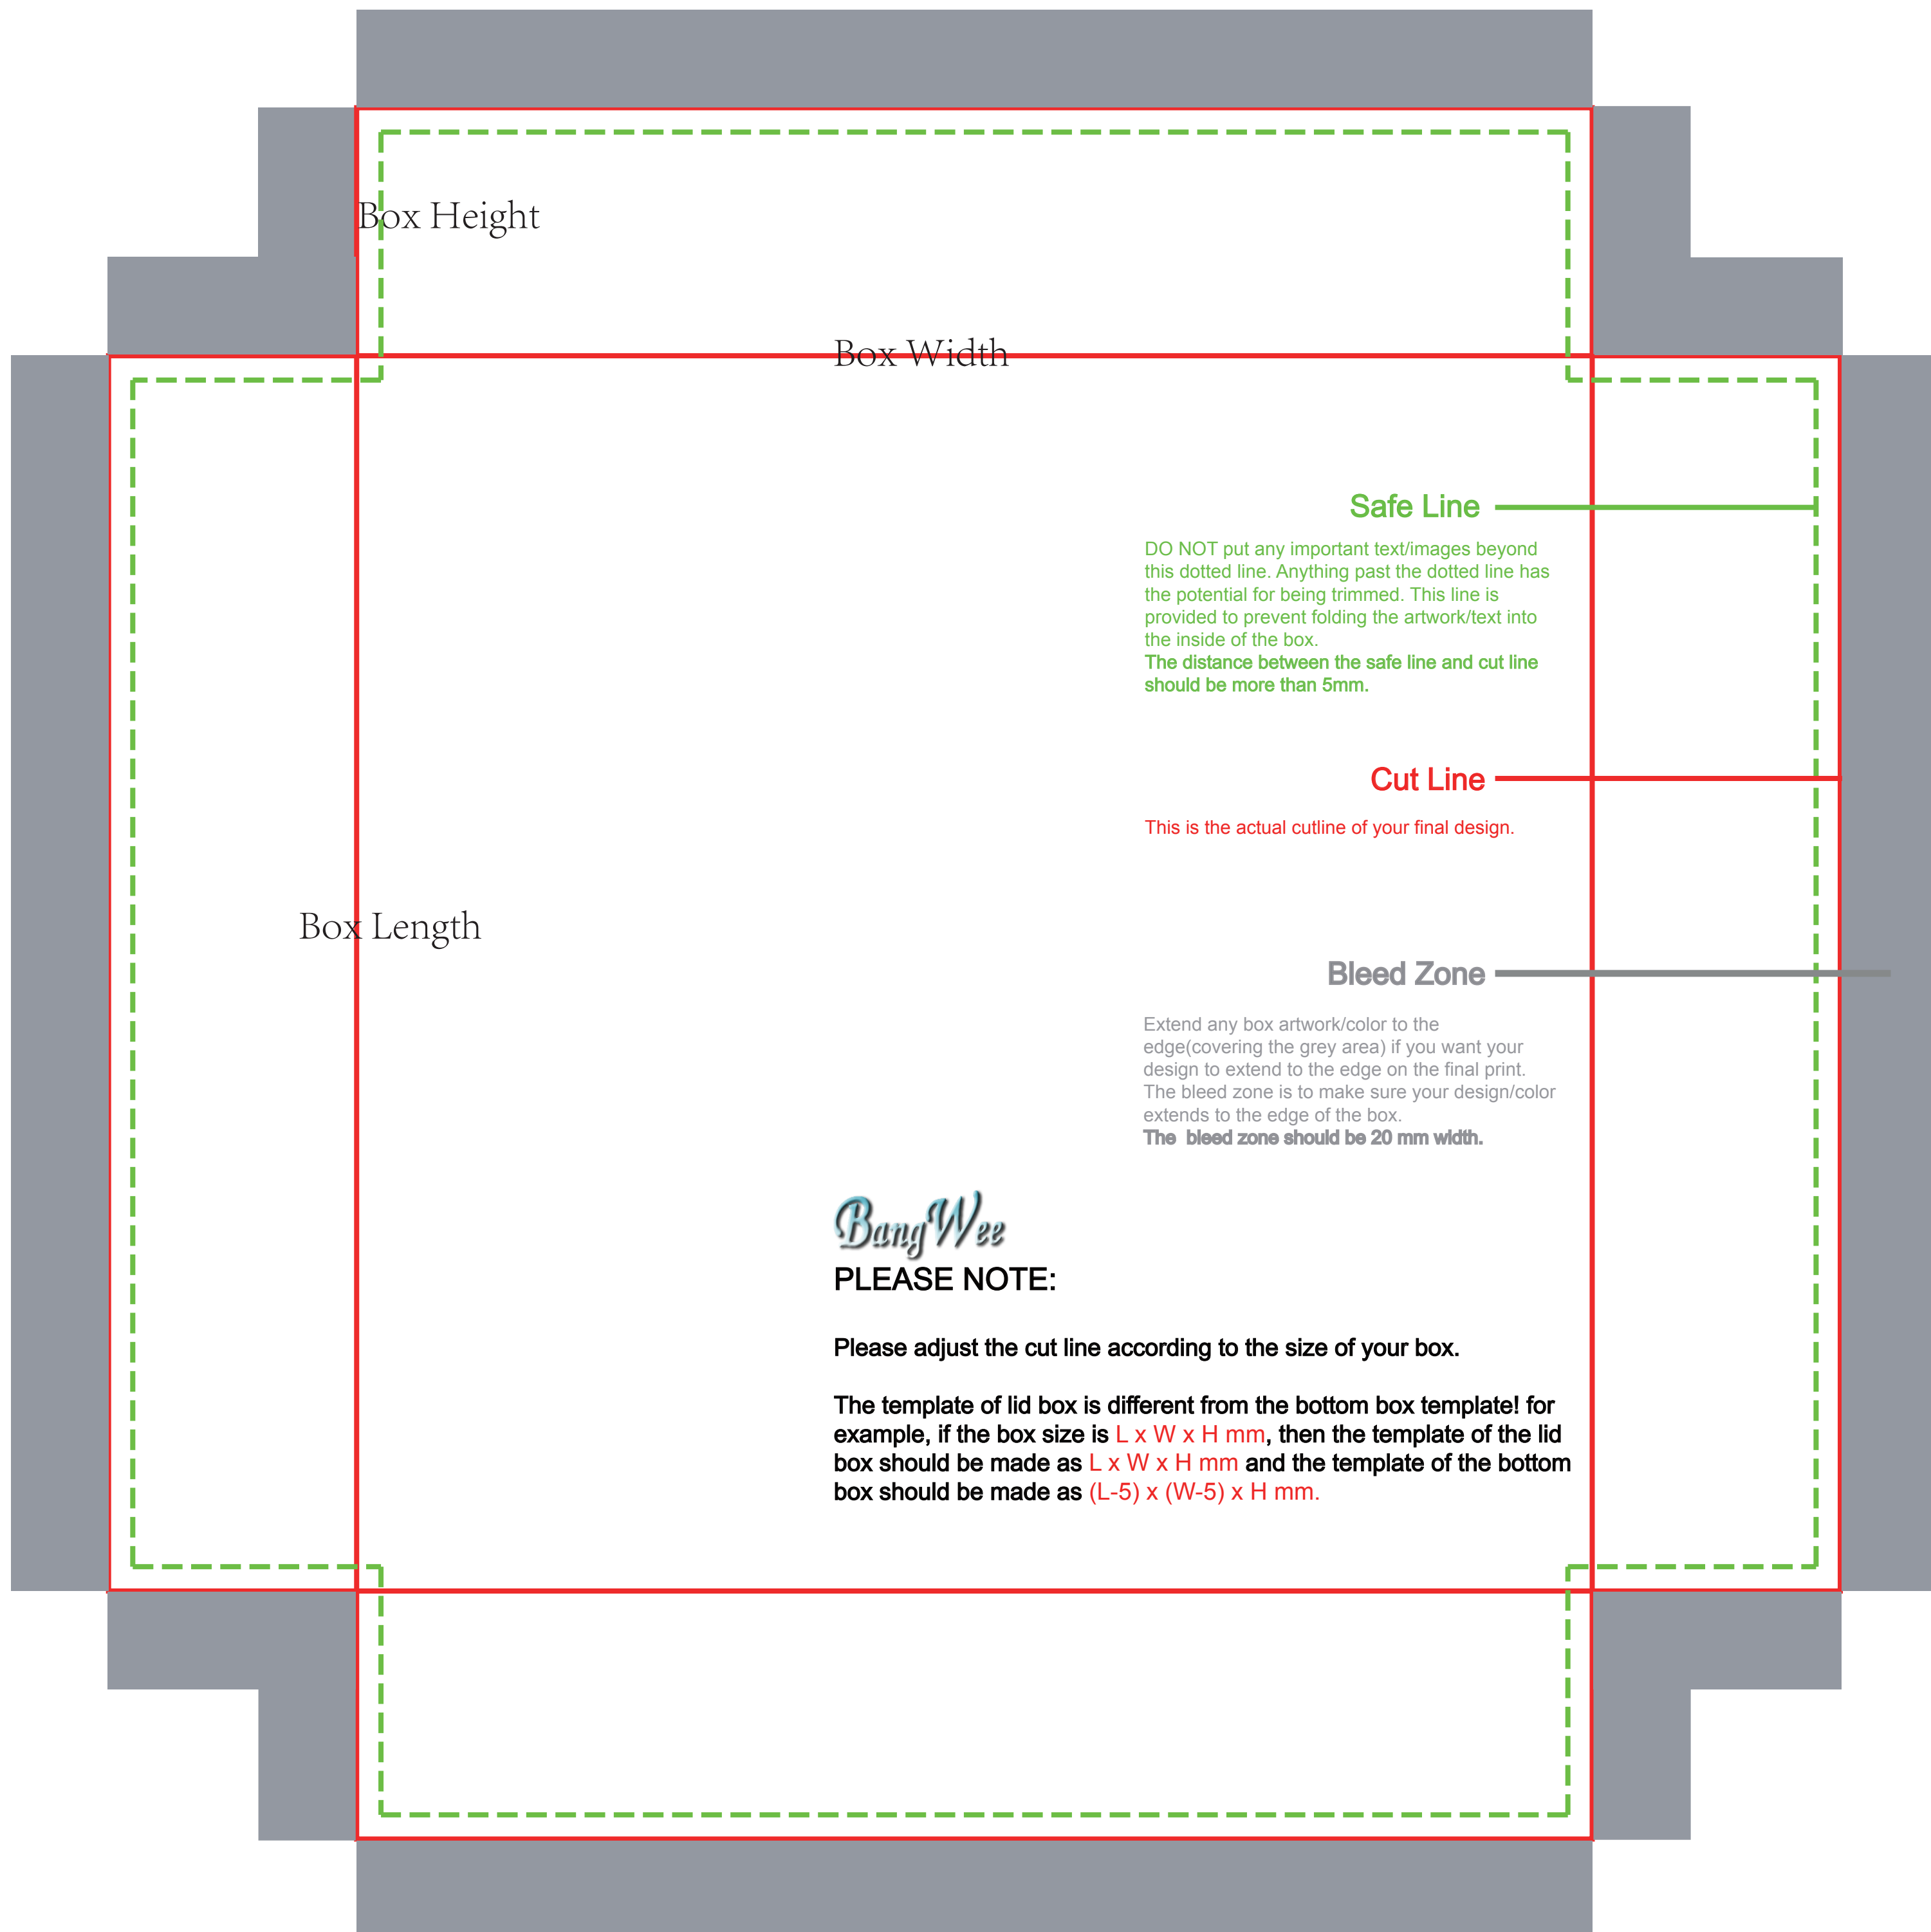 Box Height
Box Width
Safe Line
DO NOT put any important text/images beyond
this dotted line. Anything past the dotted line has
the potential for being trimmed. This line is
provided to prevent folding the artwork/text into
the inside of the box.
The distance between the safe line and cut line
should be more than 5mm.
Cut Line
This is the actual cutline of your final design.
Box Length
Bleed Zone
Extend any box artwork/color to the
edge(covering the grey area) if you want your
design to extend to the edge on the final print.
The bleed zone is to make sure your design/color
extends to the edge of the box.
The  bleed zone should be 20 mm width.
BangWee
PLEASE NOTE:
Please adjust the cut line according to the size of your box.
The template of lid box is different from the bottom box template! for
example, if the box size is L x W x H mm, then the template of the lid
box should be made as L x W x H mm and the template of the bottom
box should be made as (L-5) x (W-5) x H mm.